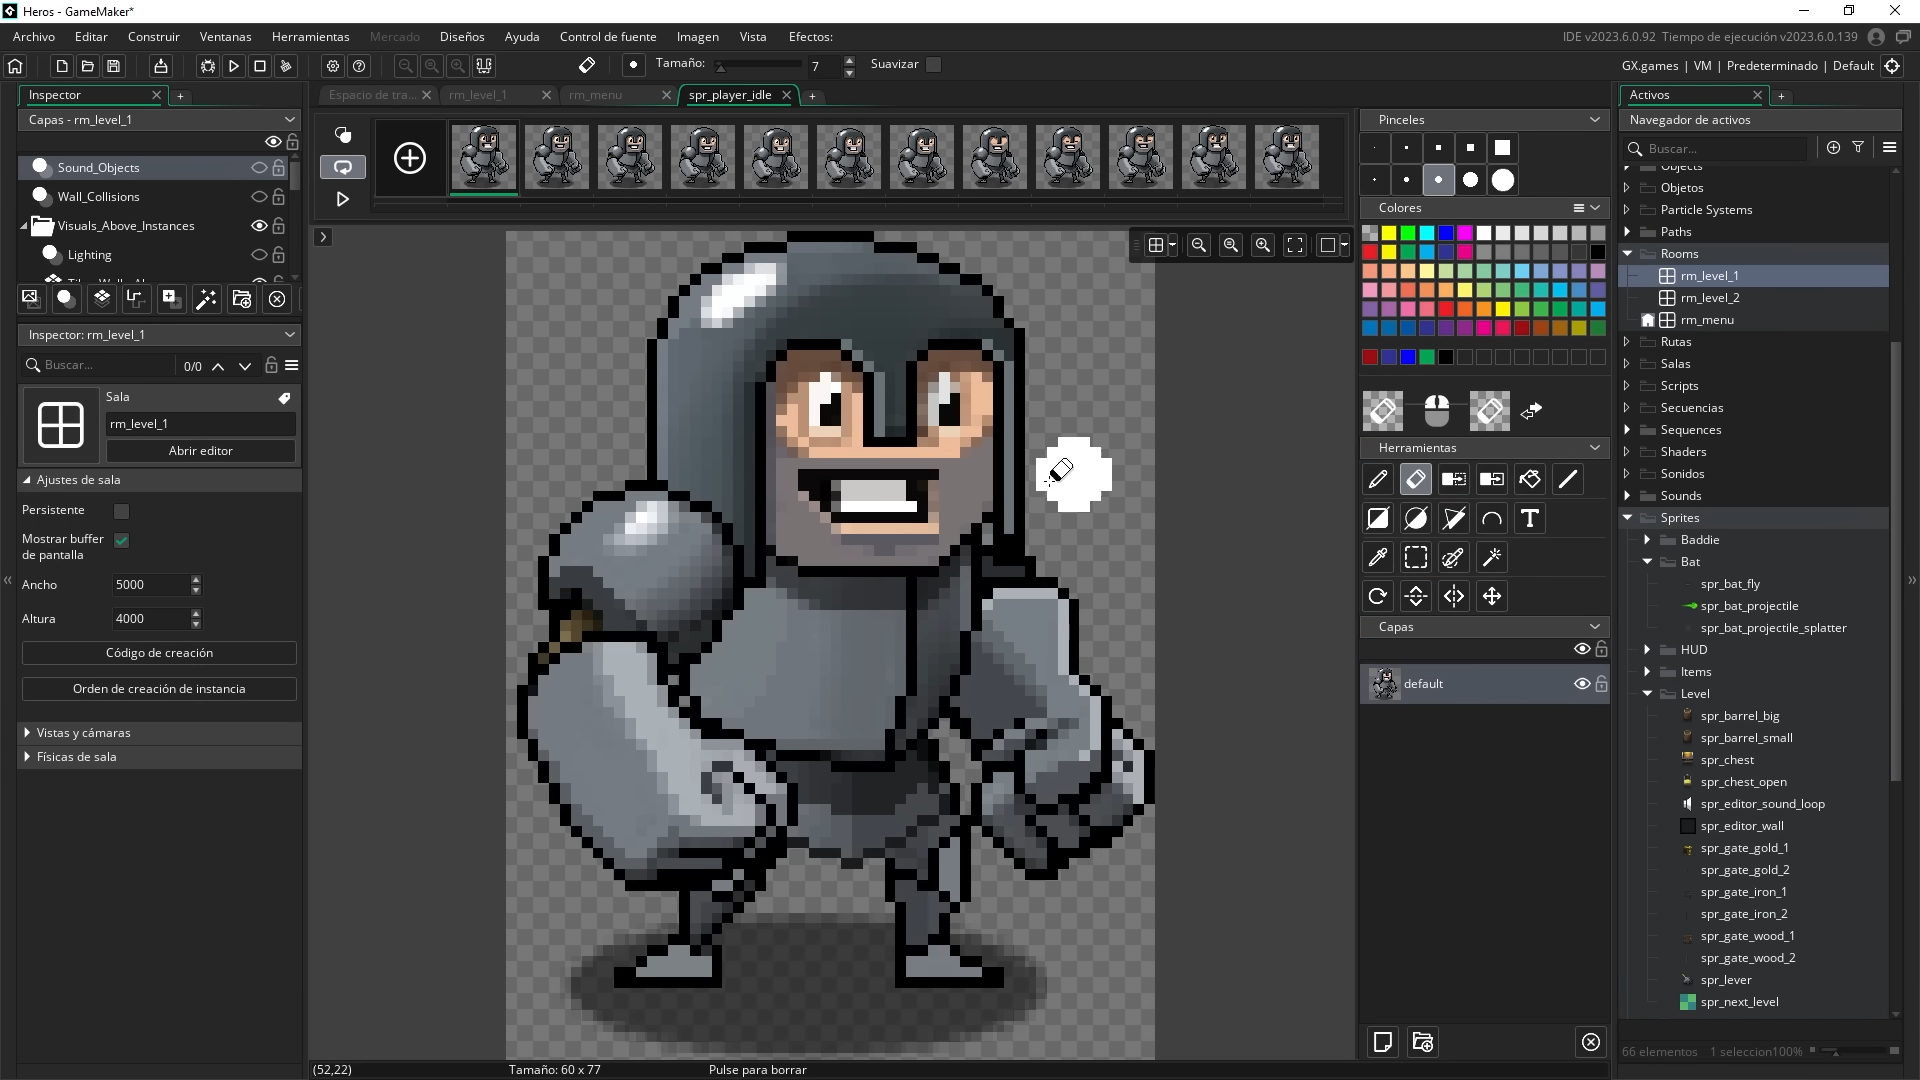 Heros - GameMaker*
Archivo Editar Construir Ventanas Herramientas Mercado Diseños Ayuda Control de fuente Imagen Vista Efectos:
IDE v2023.6.0.92 Tiempo de ejecución v2023.6.0.139
Tamaño: 7 Suavizar
GX.games | VM | Predeterminado | Default
Inspector
Espacio de tra...
rm_level_1
rm_menu
spr_player_idle
Activos
Capas - rm_level_1
Sound_Objects
Wall_Collisions
Visuals_Above_Instances
Lighting
Inspector: rm_level_1
Buscar...
0/0
Sala
rm_level_1
Abrir editor
Ajustes de sala
Persistente
Mostrar buffer
de pantalla
Ancho 5000
Altura 4000
Código de creación
Orden de creación de instancia
Vistas y cámaras
Físicas de sala
(52,22)
Tamaño: 60 x 77
Pulse para borrar
Pinceles
Colores
Herramientas
T
Capas
default
Navegador de activos
Buscar...
Objects
Objetos
Particle Systems
Paths
Rooms
rm_level_1
rm_level_2
rm_menu
Rutas
Salas
Scripts
Secuencias
Sequences
Shaders
Sonidos
Sounds
Sprites
Baddie
Bat
spr_bat_fly
spr_bat_projectile
spr_bat_projectile_splatter
HUD
Items
Level
spr_barrel_big
spr_barrel_small
spr_chest
spr_chest_open
spr_editor_sound_loop
spr_editor_wall
spr_gate_gold_1
spr_gate_gold_2
spr_gate_iron_1
spr_gate_iron_2
spr_gate_wood_1
spr_gate_wood_2
spr_lever
spr_next_level
66 elementos 1 seleccion100%